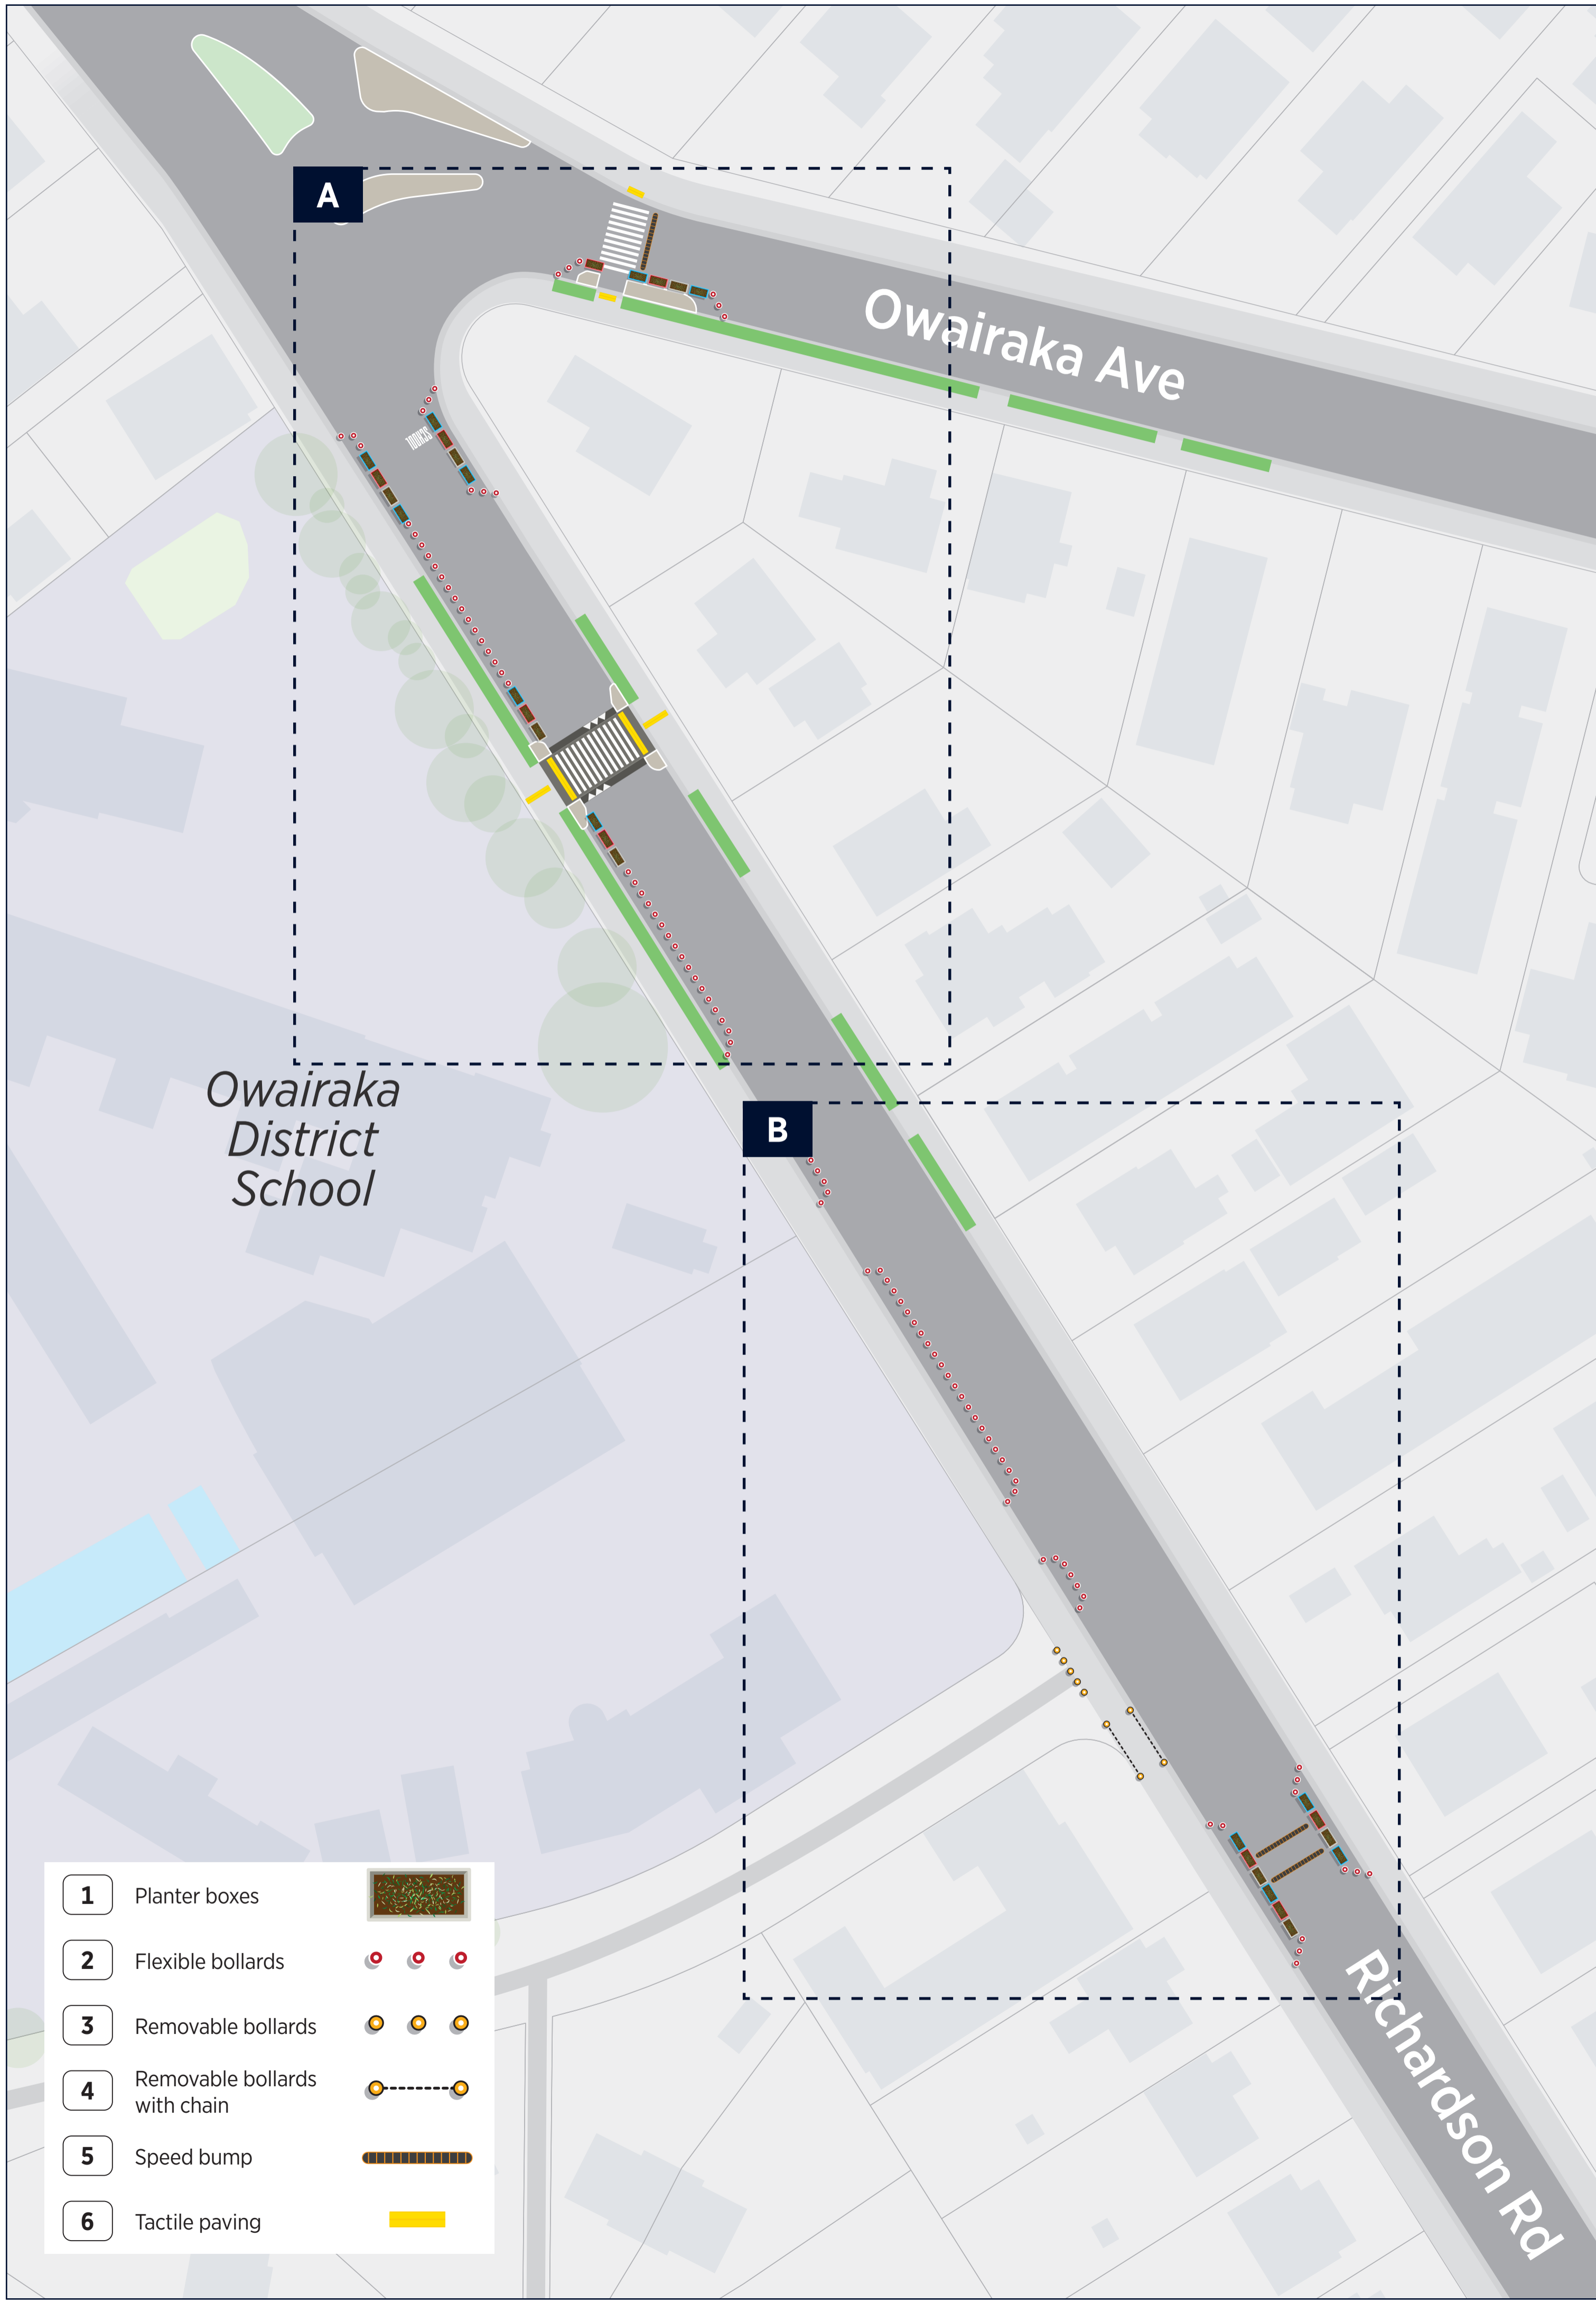 A
Owairaka Ave
SCHOOL
Owairaka
District
School
B
1 Planter boxes
2 Flexible bollards
3 Removable bollards
4 Removable bollards
with chain
5 Speed bump
6 Tactile paving
Richardson Rd